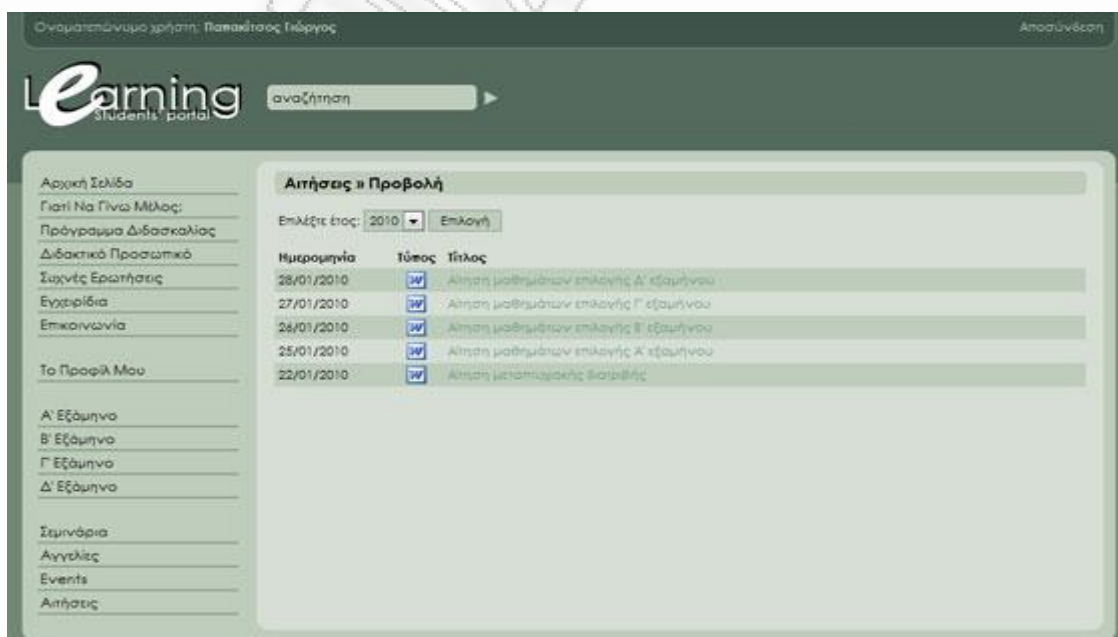 Ονοματεπώνυμο χρήστη: Παπακίτσος Γιώργος
Αποσύνδεση
Learning
Students' portal
αναζήτηση
Αρχική Σελίδα
Γιατί Να Γίνω Μέλος;
Πρόγραμμα Διδασκαλίας
Διδακτικό Προσωπικό
Συχνές Ερωτήσεις
Εγχειρίδια
Επικοινωνία
Το Προφίλ Μου
Α' Εξάμηνο
Β' Εξάμηνο
Γ' Εξάμηνο
Δ' Εξάμηνο
Σεμινάρια
Αγγελίες
Events
Αιτήσεις
Αιτήσεις » Προβολή
Επιλέξτε έτος: 2010 Επιλογή
Ημερομηνία Τύπος Τίτλος
28/01/2010 Αίτηση μαθημάτων επιλογής Δ' εξαμήνου
27/01/2010 Αίτηση μαθημάτων επιλογής Γ' εξαμήνου
26/01/2010 Αίτηση μαθημάτων επιλογής Β' εξαμήνου
25/01/2010 Αίτηση μαθημάτων επιλογής Α' εξαμήνου
22/01/2010 Αίτηση μεταπτυχιακής διατριβής